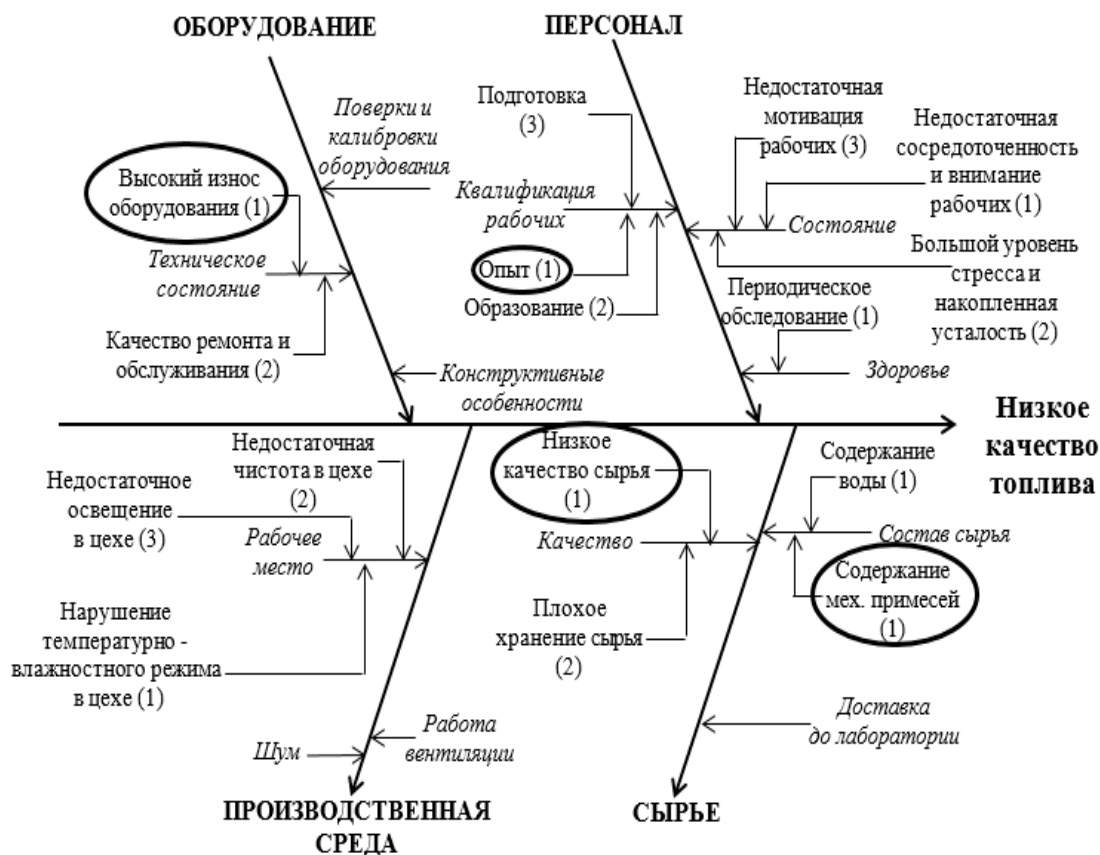 ОБОРУДОВАНИЕ
ПЕРСОНАЛ
Поверки и
калибровки
оборудования
Высокий износ
оборудования (1)
Техническое
состояние
Качество ремонта и
обслуживания (2)
Конструктивные
особенности
Подготовка
(3)
Квалификация
рабочих
Опыт (1)
Образование (2)
Недостаточная
мотивация
рабочих (3)
Недостаточная
сосредоточенность
и внимание
рабочих (1)
Состояние
Большой уровень
стресса и
накопленная
усталость (2)
Периодическое
обследование (1)
Здоровье
Низкое
качество
топлива
Недостаточная
чистота в цехе
(2)
Недостаточное
освещение
в цехе (3)
Рабочее
место
Нарушение
температурно -
влажностного режима
в цехе (1)
Работа
вентиляции
Шум
ПРОИЗВОДСТВЕННАЯ
СРЕДА
Низкое
качество сырья
(1)
Качество
Плохое
хранение сырья
(2)
Содержание
воды (1)
Состав сырья
Содержание
мех. примесей
(1)
Доставка
до лаборатории
СЫРЬЕ